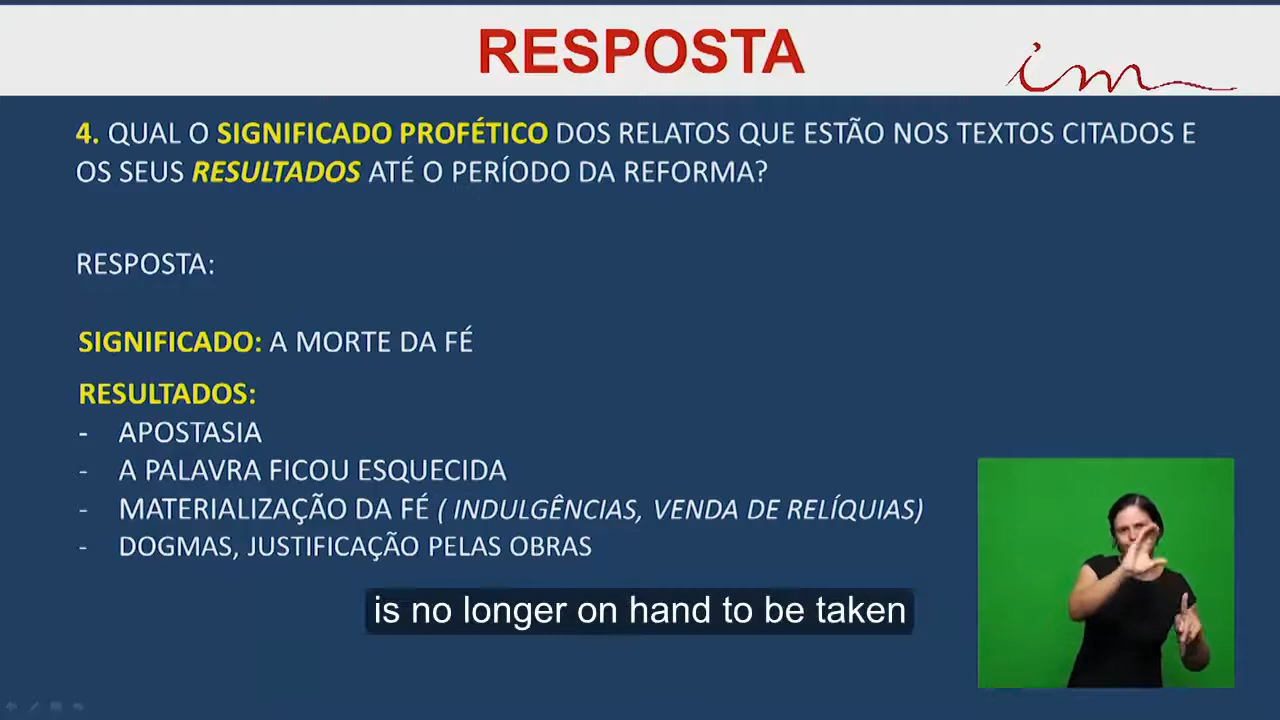 RESPOSTA
im
4. QUAL O SIGNIFICADO PROFÉTICO DOS RELATOS QUE ESTÃO NOS TEXTOS CITADOS E
OS SEUS RESULTADOS ATÉ O PERÍODO DA REFORMA?
RESPOSTA:
SIGNIFICADO: A MORTE DA FÉ
RESULTADOS:
- APOSTASIA
- A PALAVRA FICOU ESQUECIDA
- MATERIALIZAÇÃO DA FÉ ( INDULGÊNCIAS, VENDA DE RELÍQUIAS)
- DOGMAS, JUSTIFICAÇÃO PELAS OBRAS
is no longer on hand to be taken